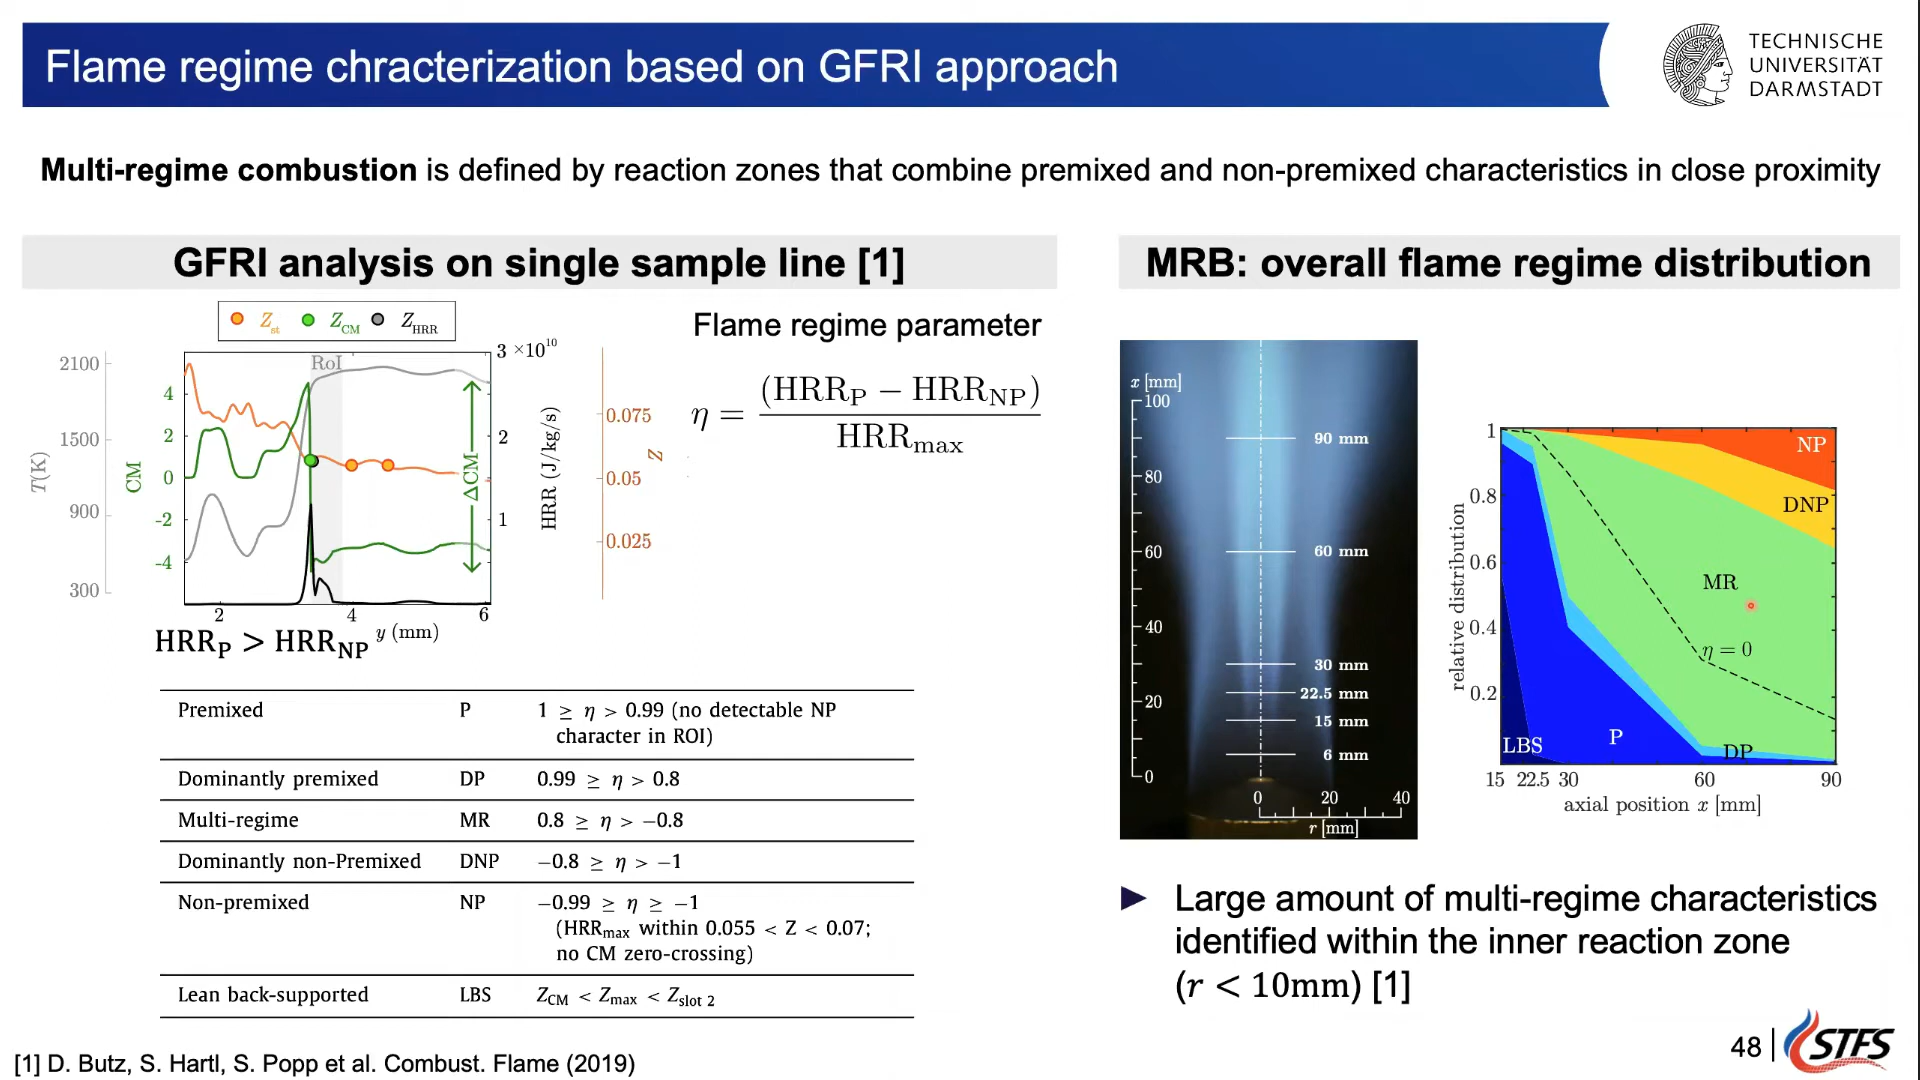 Flame regime chracterization based on GFRI approach
TECHNISCHE
UNIVERSITÄT
DARMSTADT
Multi-regime combustion is defined by reaction zones that combine premixed and non-premixed characteristics in close proximity
GFRI analysis on single sample line [1]
Z_st Z_CM Z_HRR
RoI
2100
1500
900
300
T(K)
4
2
0
-2
-4
CM
ΔCM
3 ×10^10
2
1
HRR (J/kg/s)
0.075
0.05
0.025
Z
2 4 6
y (mm)
HRR_P > HRR_NP
Flame regime parameter
η = (HRR_P − HRR_NP) / HRR_max
Premixed P 1 ≥ η > 0.99 (no detectable NP
character in ROI)
Dominantly premixed DP 0.99 ≥ η > 0.8
Multi-regime MR 0.8 ≥ η > −0.8
Dominantly non-Premixed DNP −0.8 ≥ η > −1
Non-premixed NP −0.99 ≥ η ≥ −1
(HRR_max within 0.055 < Z < 0.07;
no CM zero-crossing)
Lean back-supported LBS Z_CM < Z_max < Z_slot 2
MRB: overall flame regime distribution
x [mm]
100
80
60
40
20
0
90 mm
60 mm
30 mm
22.5 mm
15 mm
6 mm
0 20 40
r [mm]
1
0.8
0.6
0.4
0.2
relative distribution
NP
DNP
MR
η = 0
P
DP
LBS
15 22.5 30 60 90
axial position x [mm]
► Large amount of multi-regime characteristics
identified within the inner reaction zone
(r < 10mm) [1]
[1] D. Butz, S. Hartl, S. Popp et al. Combust. Flame (2019)
48 | STFS